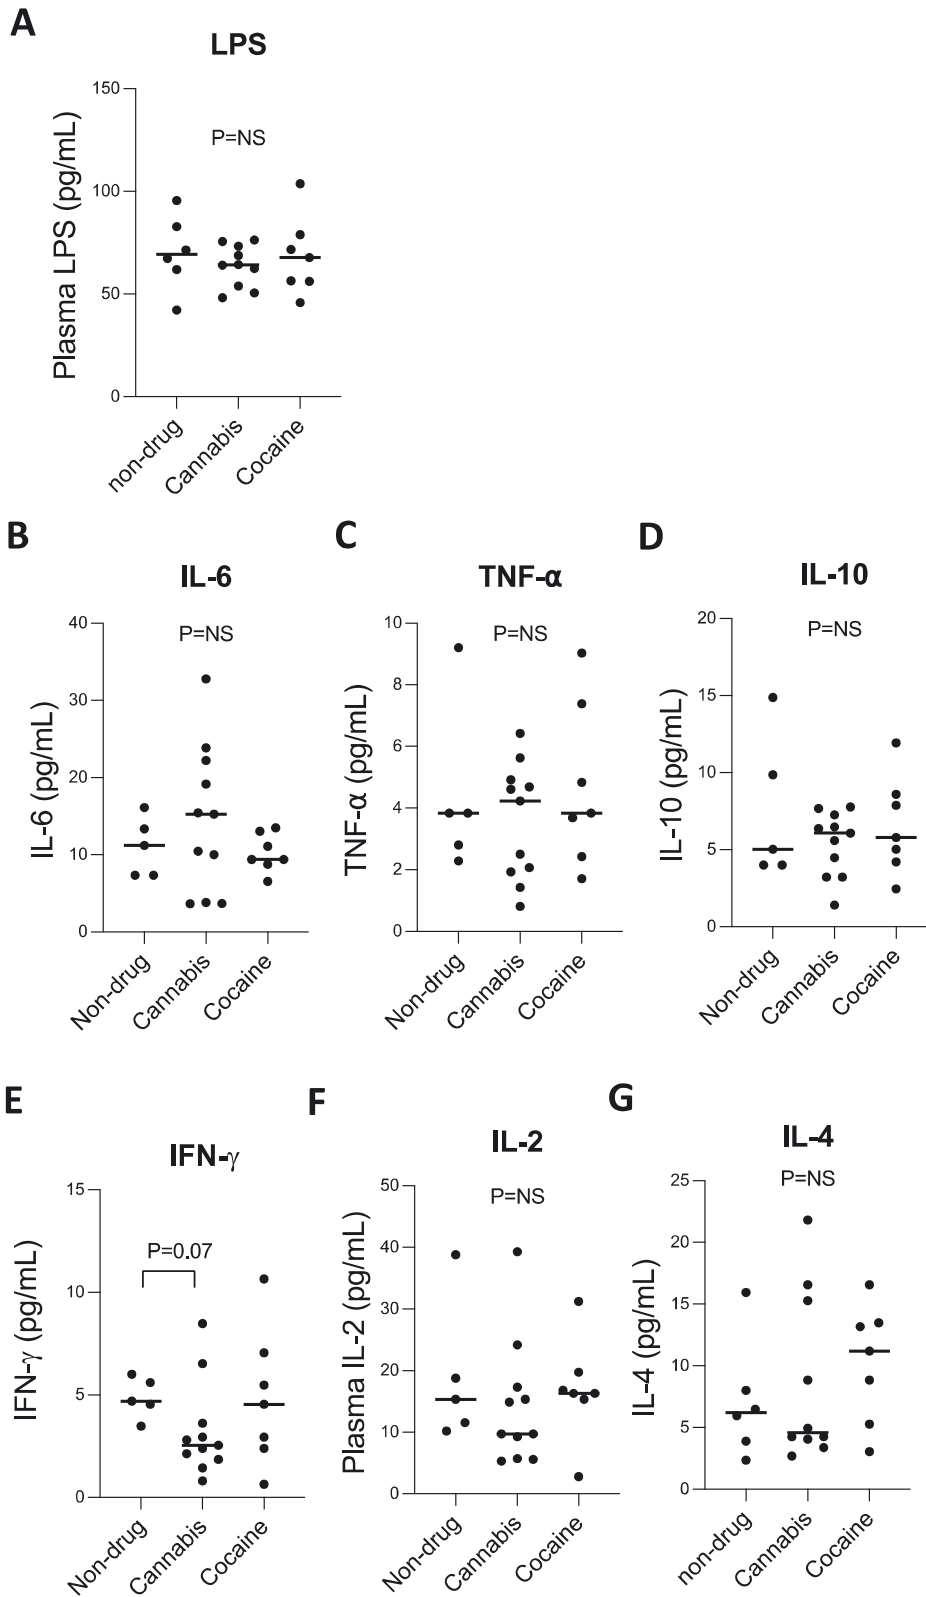 A
LPS
Plasma LPS (pg/mL)
150
100
50
0
P=NS
non-drug
Cannabis
Cocaine
B
IL-6
IL-6 (pg/mL)
40
30
20
10
0
P=NS
Non-drug
Cannabis
Cocaine
C
TNF-α
TNF-α (pg/mL)
10
8
6
4
2
0
P=NS
Non-drug
Cannabis
Cocaine
D
IL-10
IL-10 (pg/mL)
20
15
10
5
0
P=NS
Non-drug
Cannabis
Cocaine
E
IFN-γ
IFN-γ (pg/mL)
15
10
5
0
P=0.07
Non-drug
Cannabis
Cocaine
F
IL-2
Plasma IL-2 (pg/mL)
50
40
30
20
10
0
P=NS
Non-drug
Cannabis
Cocaine
G
IL-4
IL-4 (pg/mL)
25
20
15
10
5
0
P=NS
non-drug
Cannabis
Cocaine